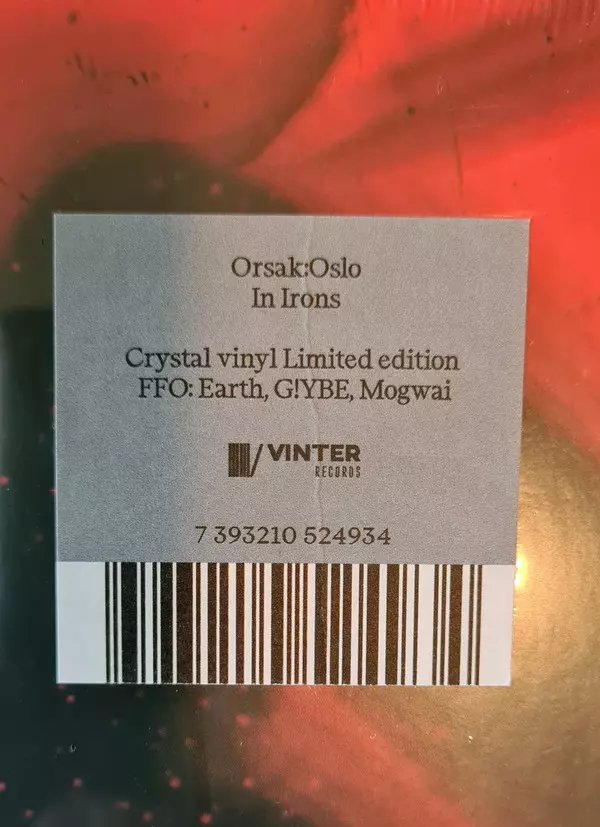 Orsak:Oslo
In Irons
Crystal vinyl Limited edition
FFO: Earth, G!YBE, Mogwai
VINTER
RECORDS
7 393210 524934